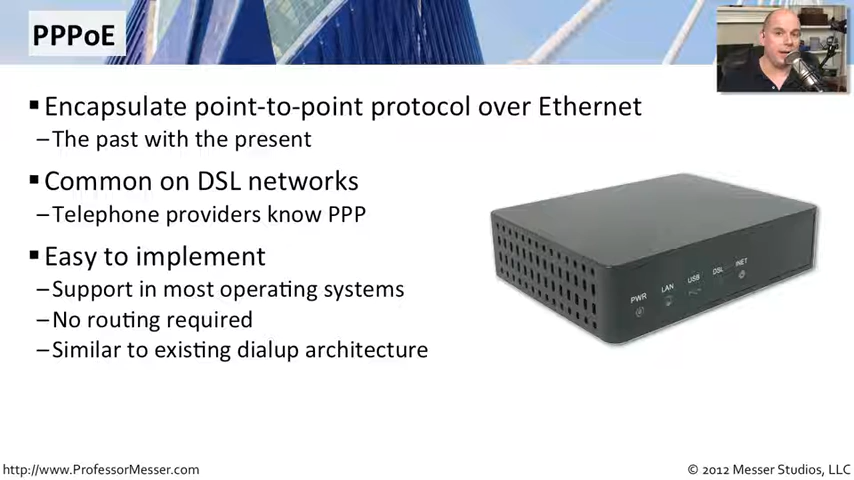 PPPoE
▪Encapsulate point-to-point protocol over Ethernet
–The past with the present
▪Common on DSL networks
–Telephone providers know PPP
▪Easy to implement
–Support in most operating systems
–No routing required
–Similar to existing dialup architecture
PWR LAN USB DSL INET
http://www.ProfessorMesser.com
© 2012 Messer Studios, LLC